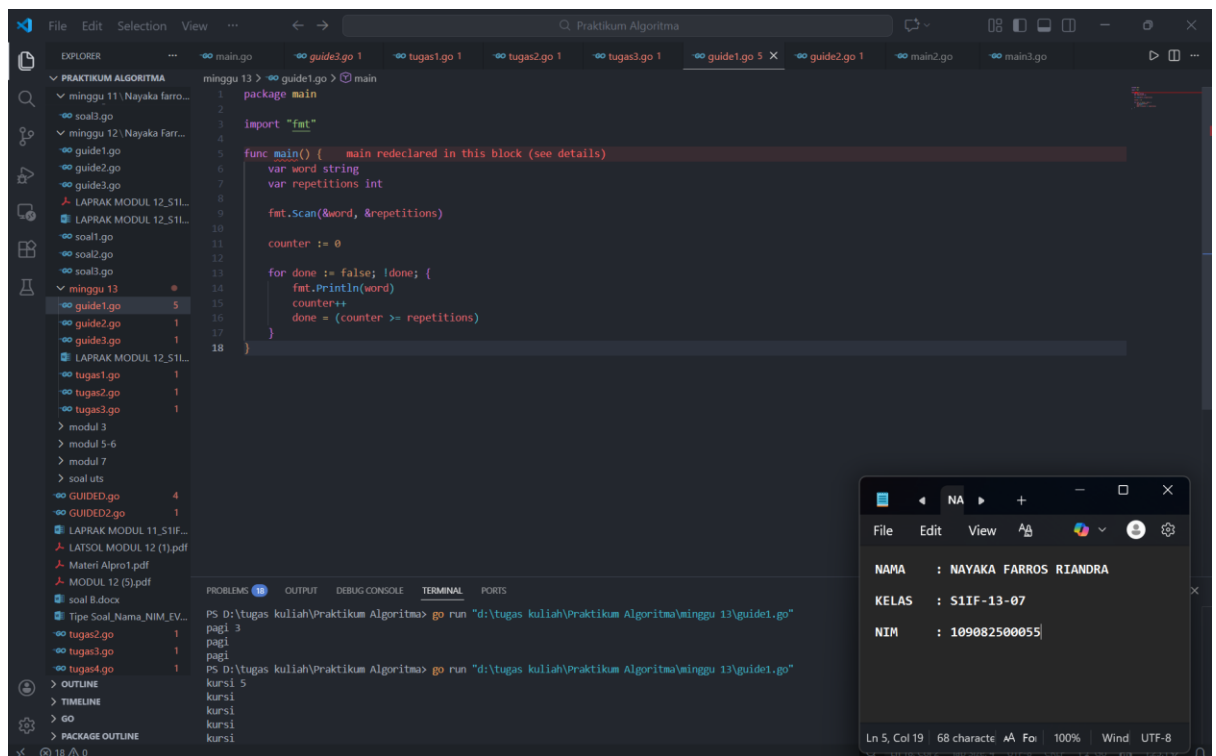 File Edit Selection View ... Praktikum Algoritma
EXPLORER ...
main.go guide3.go 1 tugas1.go 1 tugas2.go 1 tugas3.go 1 guide1.go 5 guide2.go 1 main2.go main3.go
PRAKTIKUM ALGORITMA
minggu 11 \ Nayaka farro...
soal3.go
minggu 12 \ Nayaka Farr...
guide1.go
guide2.go
guide3.go
LAPRAK MODUL 12_S1I...
LAPRAK MODUL 12_S1I...
soal1.go
soal2.go
soal3.go
minggu 13
guide1.go 5
guide2.go 1
guide3.go 1
LAPRAK MODUL 12_S1I...
tugas1.go 1
tugas2.go 1
tugas3.go 1
modul 3
modul 5-6
modul 7
soal uts
GUIDED.go 4
GUIDED2.go 1
LAPRAK MODUL 11_S1IF...
LATSOL MODUL 12 (1).pdf
Materi Alpro1.pdf
MODUL 12 (5).pdf
soal B.docx
Tipe Soal_Nama_NIM_EV...
tugas2.go 1
tugas3.go 1
tugas4.go 1
OUTLINE
TIMELINE
GO
PACKAGE OUTLINE
18 0
minggu 13 > guide1.go > main
1 package main
2
3 import "fmt"
4
5 func main() { main redeclared in this block (see details)
6 var word string
7 var repetitions int
8
9 fmt.Scan(&word, &repetitions)
10
11 counter := 0
12
13 for done := false; !done; {
14 fmt.Println(word)
15 counter++
16 done = (counter >= repetitions)
17 }
18 }
PROBLEMS 18 OUTPUT DEBUG CONSOLE TERMINAL PORTS
PS D:\tugas kuliah\Praktikum Algoritma> go run "d:\tugas kuliah\Praktikum Algoritma\minggu 13\guide1.go"
pagi 3
pagi
pagi
PS D:\tugas kuliah\Praktikum Algoritma> go run "d:\tugas kuliah\Praktikum Algoritma\minggu 13\guide1.go"
kursi 5
kursi
kursi
kursi
kursi
NA
File Edit View
NAMA : NAYAKA FARROS RIANDRA
KELAS : S1IF-13-07
NIM : 109082500055
Ln 5, Col 19 68 characte 100% Wind UTF-8